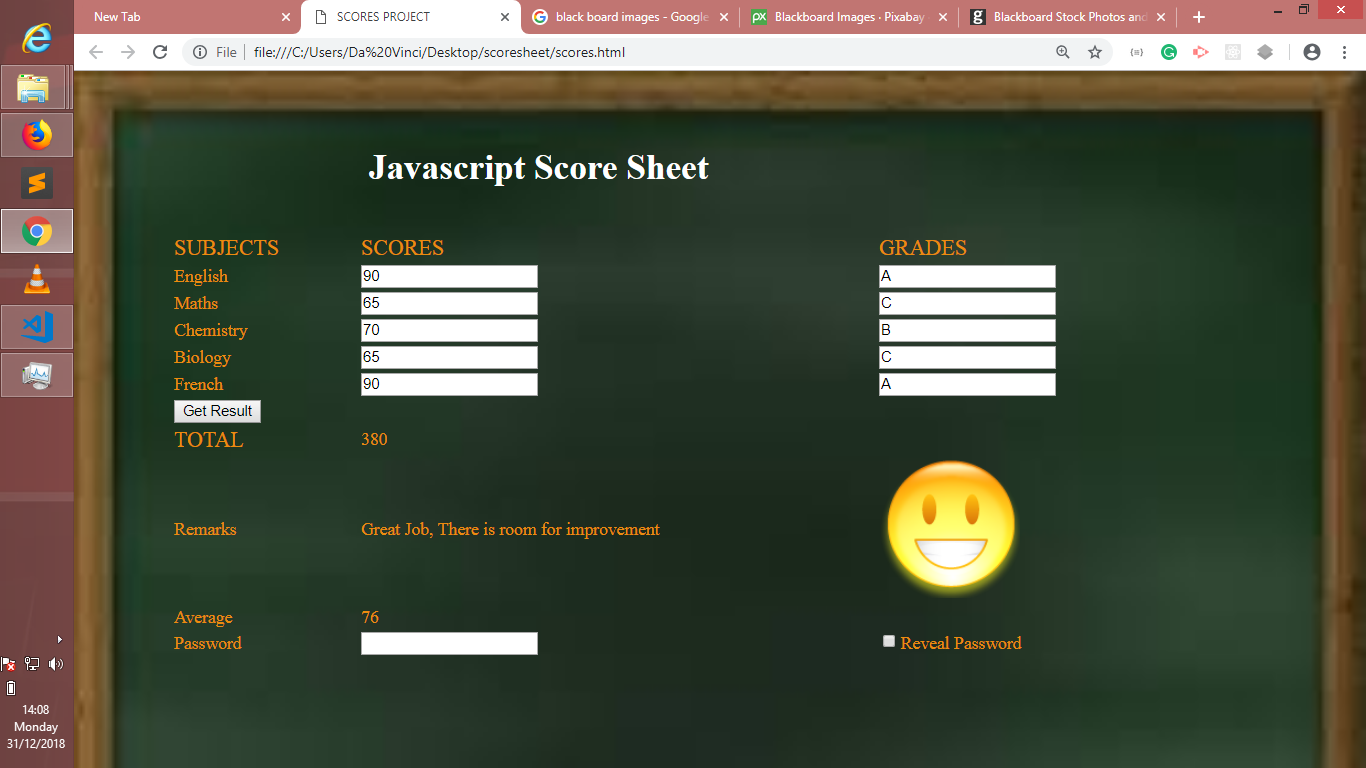 New Tab
SCORES PROJECT
black board images - Google
Blackboard Images · Pixabay
Blackboard Stock Photos and
File
file:///C:/Users/Da%20Vinci/Desktop/scoresheet/scores.html
Javascript Score Sheet
SUBJECTS SCORES GRADES
English 90 A
Maths 65 C
Chemistry 70 B
Biology 65 C
French 90 A
Get Result
TOTAL 380
Remarks Great Job, There is room for improvement
Average 76
Password Reveal Password
14:08
Monday
31/12/2018